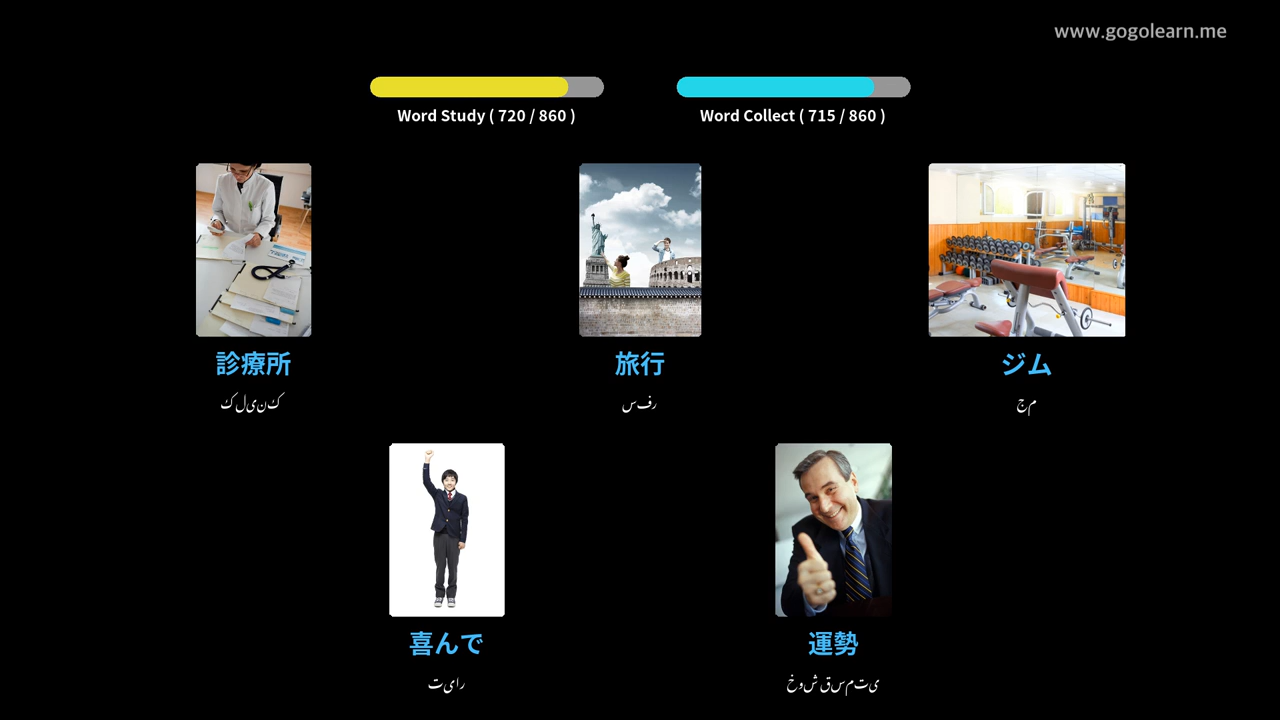 www.gogolearn.me
Word Study ( 720 / 860 )
Word Collect ( 715 / 860 )
診療所
旅行
ジム
کلینک
سفر
جم
喜んで
運勢
تیار
خوش قسمتی